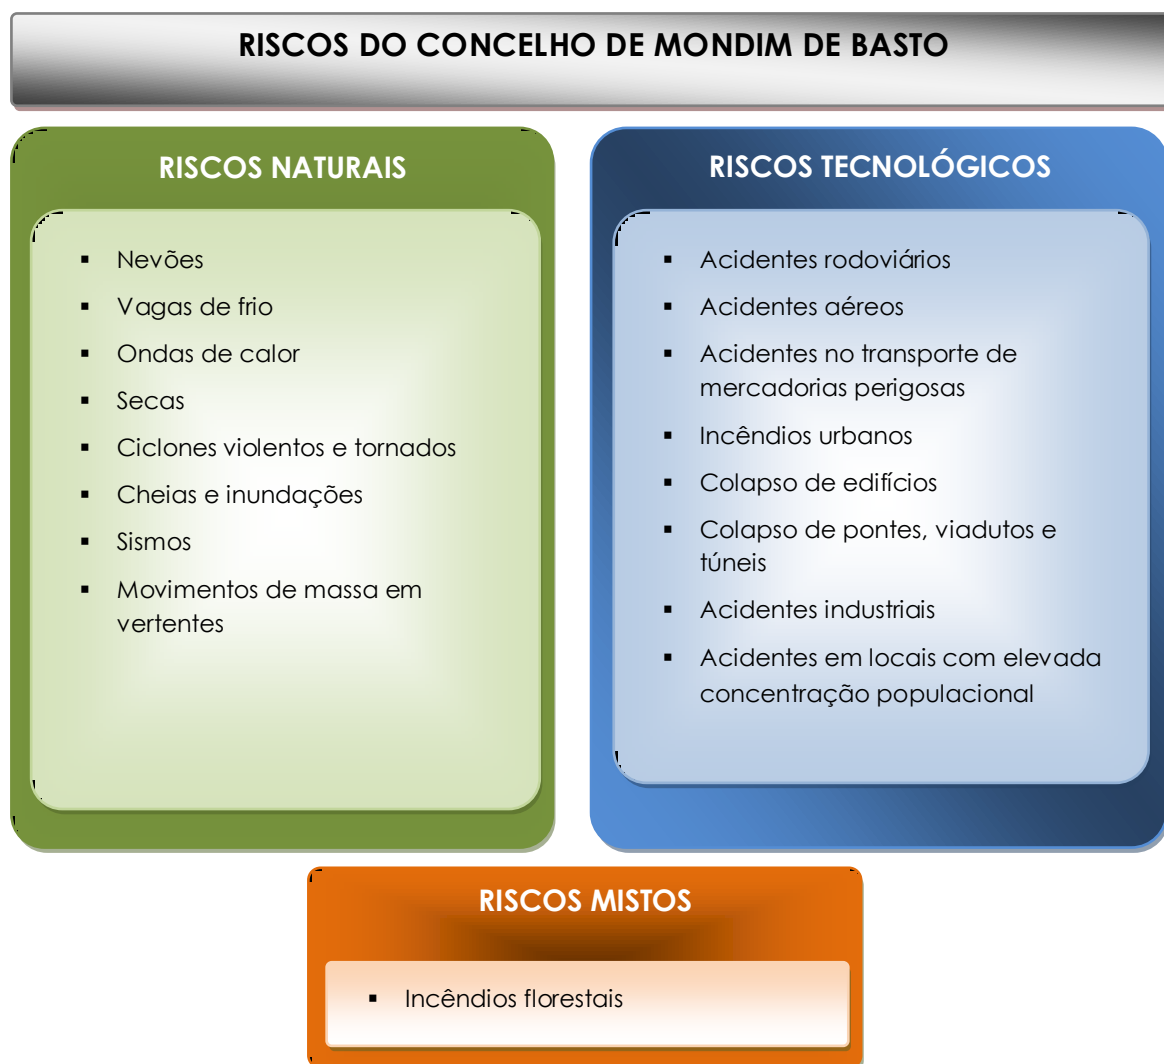 RISCOS DO CONCELHO DE MONDIM DE BASTO
RISCOS NATURAIS
▪ Nevões
▪ Vagas de frio
▪ Ondas de calor
▪ Secas
▪ Ciclones violentos e tornados
▪ Cheias e inundações
▪ Sismos
▪ Movimentos de massa em
vertentes
RISCOS TECNOLÓGICOS
▪ Acidentes rodoviários
▪ Acidentes aéreos
▪ Acidentes no transporte de
mercadorias perigosas
▪ Incêndios urbanos
▪ Colapso de edifícios
▪ Colapso de pontes, viadutos e
túneis
▪ Acidentes industriais
▪ Acidentes em locais com elevada
concentração populacional
RISCOS MISTOS
▪ Incêndios florestais